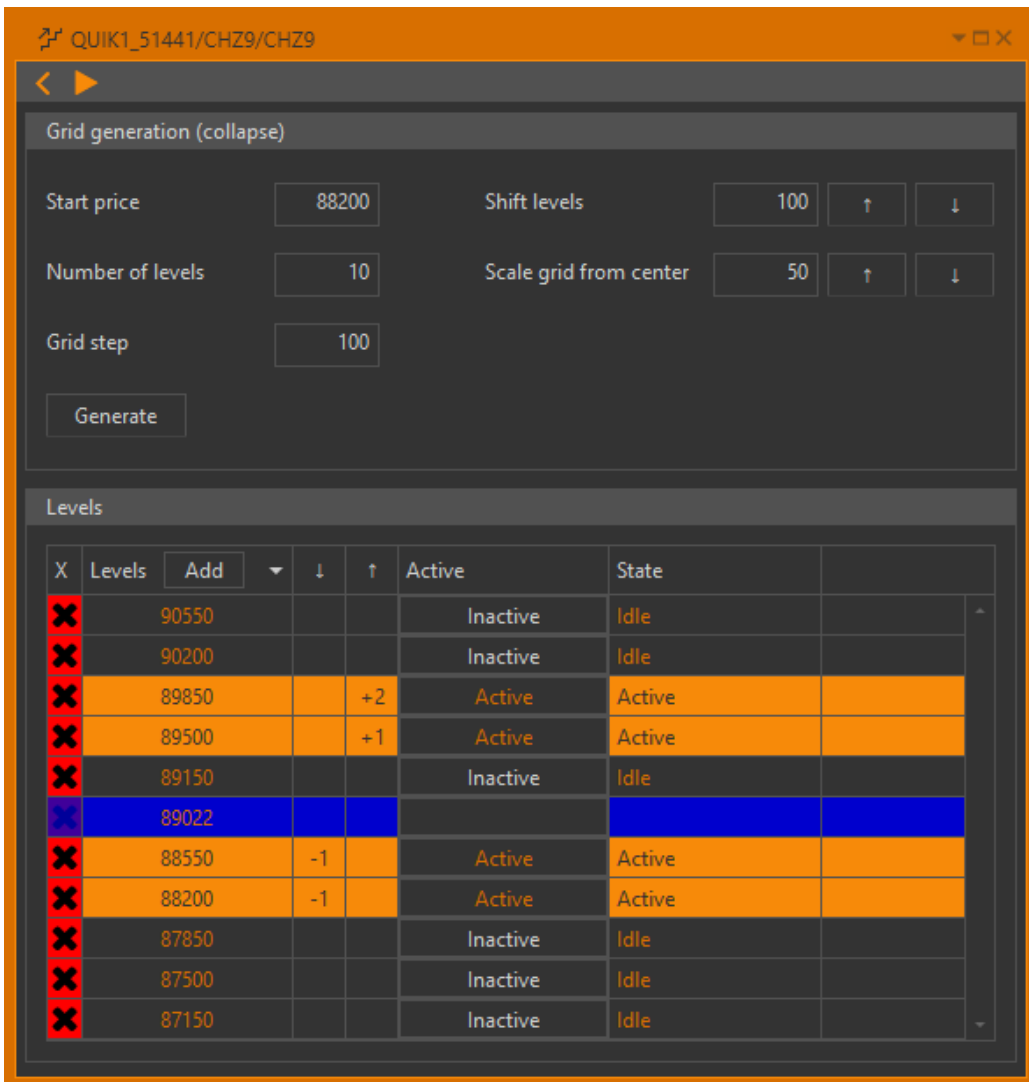 QUIK1_51441/CHZ9/CHZ9
Grid generation (collapse)
Start price 88200 Shift levels 100 ↑ ↓
Number of levels 10 Scale grid from center 50 ↑ ↓
Grid step 100
Generate
Levels
X Levels Add ↓ ↑ Active State
90550 Inactive Idle
90200 Inactive Idle
89850 +2 Active Active
89500 +1 Active Active
89150 Inactive Idle
89022
88550 -1 Active Active
88200 -1 Active Active
87850 Inactive Idle
87500 Inactive Idle
87150 Inactive Idle